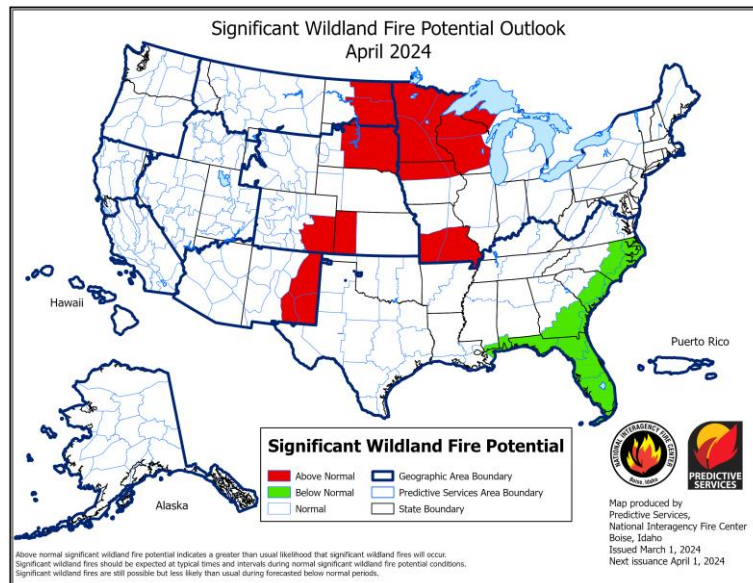 Significant Wildland Fire Potential Outlook
April 2024
Hawaii
Puerto Rico
Alaska
Significant Wildland Fire Potential
Above Normal
Geographic Area Boundary
Below Normal
Predictive Services Area Boundary
Normal
State Boundary
NATIONAL INTERAGENCY FIRE CENTER
Boise, Idaho
PREDICTIVE
SERVICES
Map produced by
Predictive Services,
National Interagency Fire Center
Boise, Idaho
Issued March 1, 2024
Next issuance April 1, 2024
Above normal significant wildland fire potential indicates a greater than usual likelihood that significant wildland fires will occur.
Significant wildland fires should be expected at typical times and intervals during normal significant wildland fire potential conditions.
Significant wildland fires are still possible but less likely than usual during forecasted below normal periods.